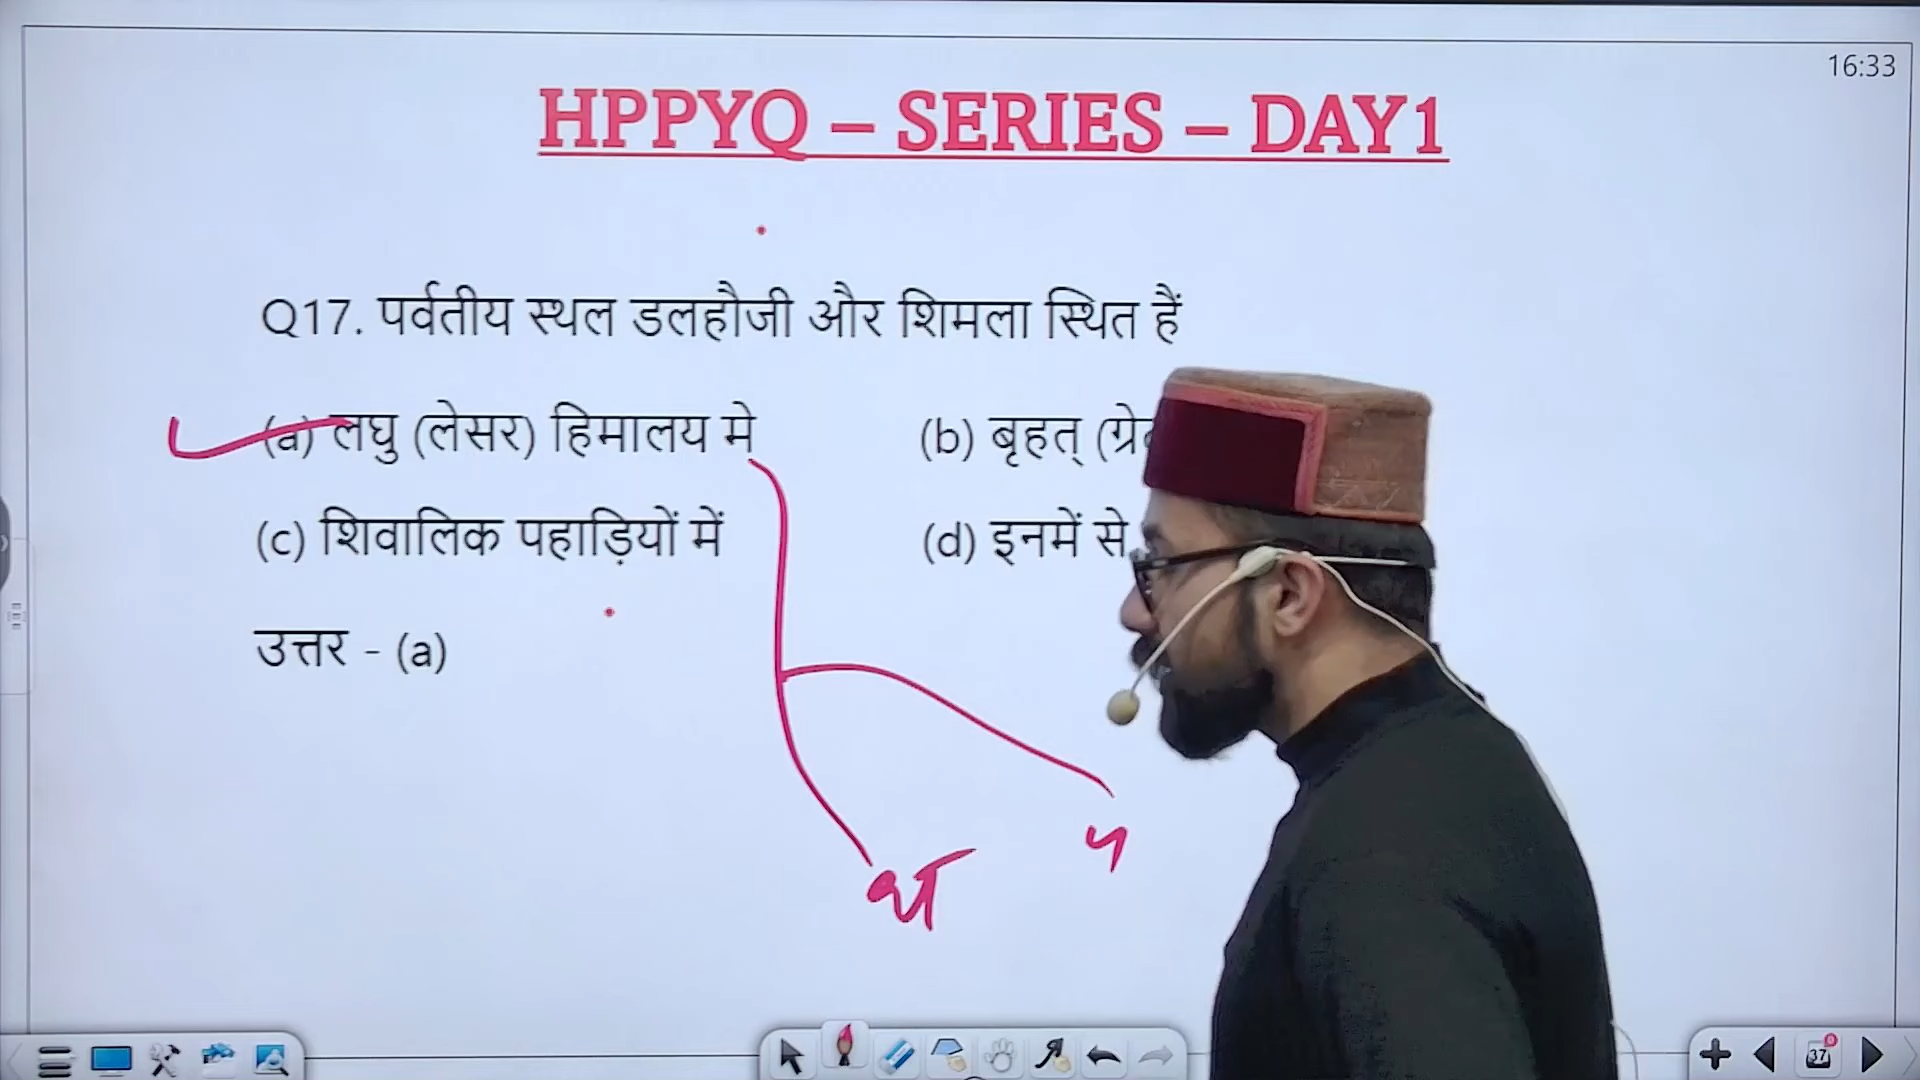 16:33
HPPYQ – SERIES – DAY1
Q17. पर्वतीय स्थल डलहौजी और शिमला स्थित हैं
(a) लघु (लेसर) हिमालय मे
(b) बृहत्
(c) शिवालिक पहाड़ियों में
(d) इनमें से
उत्तर - (a)
37